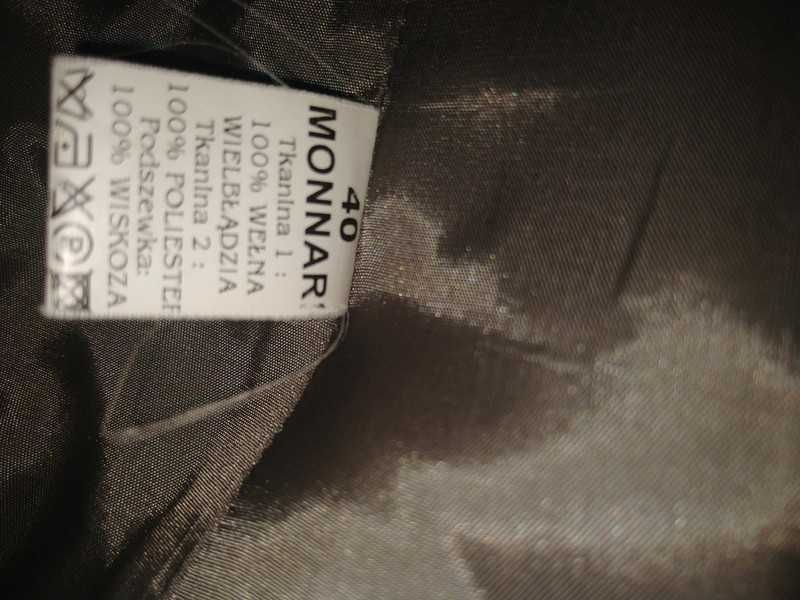 40
MONNARI
Tkanina 1 :
100% WEŁNA
WIELBŁĄDZIA
Tkanina 2 :
100% POLIESTER
Podszewka:
100% WISKOZA
P